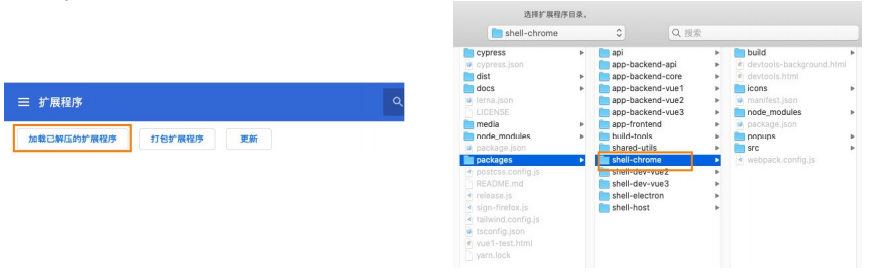 扩展程序
加载已解压的扩展程序
打包扩展程序
更新
选择扩展程序目录。
shell-chrome
搜索
cypress
cypress.json
dist
docs
lerna.json
LICENSE
media
node_modules
package.json
packages
postcss.config.js
README.md
release.js
sign-firefox.js
tailwind.config.js
tsconfig.json
vue1-test.html
yarn.lock
api
app-backend-api
app-backend-core
app-backend-vue1
app-backend-vue2
app-backend-vue3
app-frontend
build-tools
shared-utils
shell-chrome
shell-dev-vue2
shell-dev-vue3
shell-electron
shell-host
build
devtools-background.html
devtools.html
icons
manifest.json
node_modules
package.json
popups
src
webpack.config.js